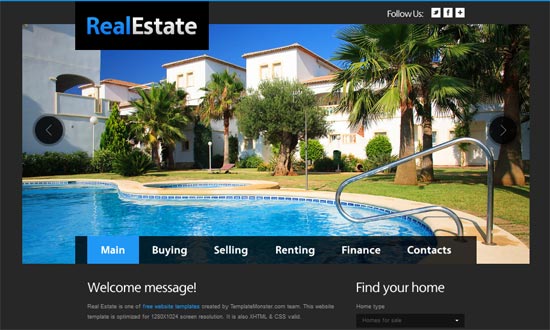 RealEstate
Follow Us:
Main Buying Selling Renting Finance Contacts
Welcome message!
Real Estate is one of free website templates created by TemplateMonster.com team. This website
template is optimized for 1280X1024 screen resolution. It is also XHTML & CSS valid.
Find your home
Home type
Homes for sale